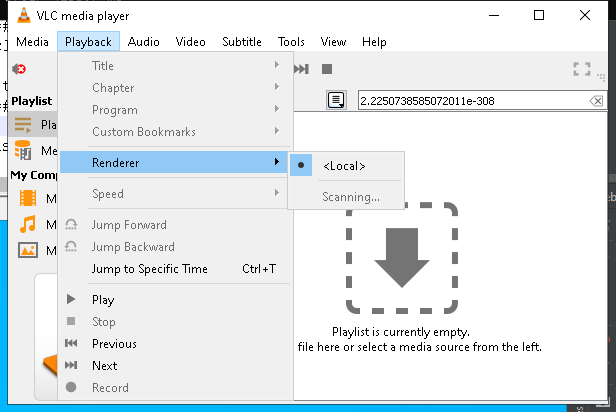 VLC media player
Media Playback Audio Video Subtitle Tools View Help
Title
Chapter
2.2250738585072011e-308
Playlist
Program
Pla
Custom Bookmarks
Me
Renderer
<Local>
My Comp
Scanning...
Speed
M
Jump Forward
M
Jump Backward
M
Jump to Specific Time Ctrl+T
Play
Stop
Playlist is currently empty.
Previous
file here or select a media source from the left.
Next
Record